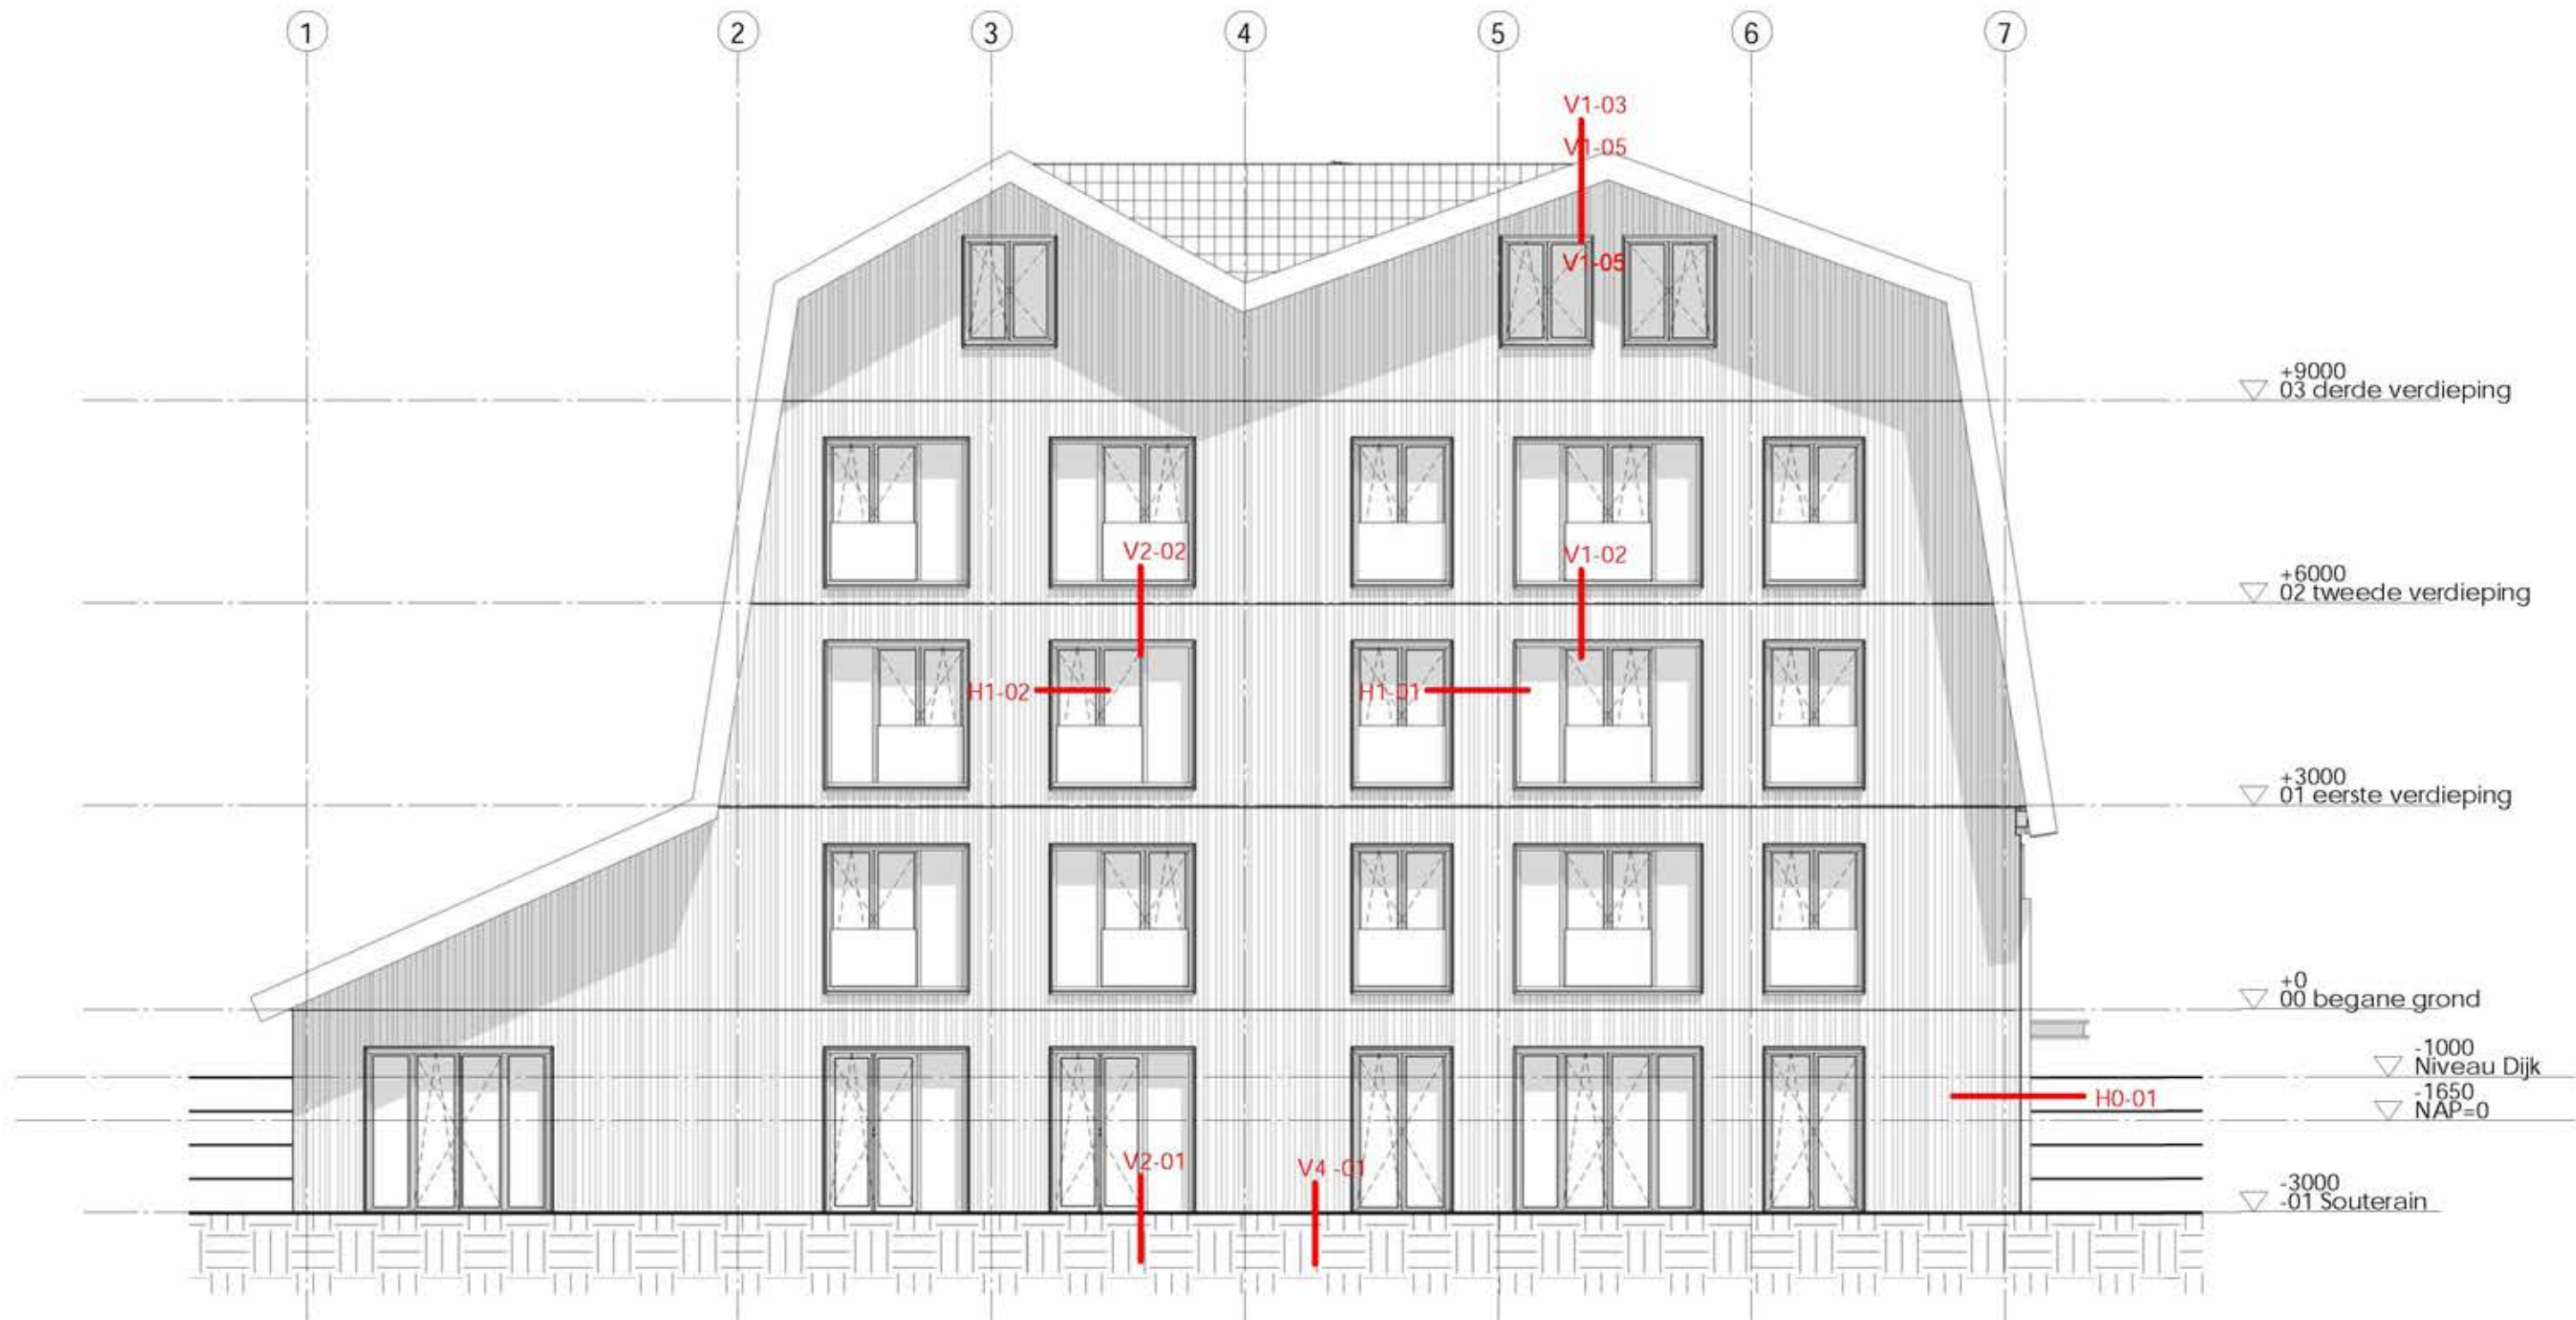 1 2 3 4 5 6 7
V1-03
V1-05
V1-05
+9000
03 derde verdieping
V2-02 V1-02
+6000
02 tweede verdieping
H1-02 H1-01
+3000
01 eerste verdieping
+0
00 begane grond
-1000
Niveau Dijk
H0-01
-1650
NAP=0
V2-01 V4 -01
-3000
-01 Souterain